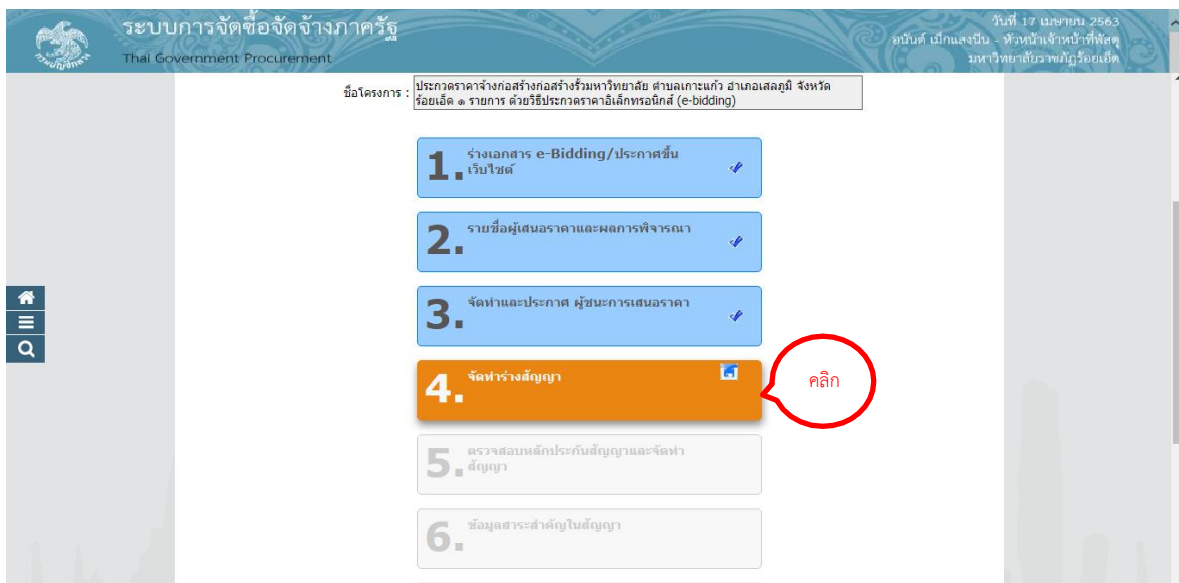 ระบบการจัดซื้อจัดจ้างภาครัฐ
Thai Government Procurement
วันที่ 17 เมษายน 2563
อนันต์ เม็กแสงนิน - หัวหน้าเจ้าหน้าที่พัสดุ
มหาวิทยาลัยราชภัฏร้อยเอ็ด
ชื่อโครงการ :
ประกวดราคาจ้างก่อสร้างก่อสร้างรั้วมหาวิทยาลัย ตำบลเกาะแก้ว อำเภอเสลภูมิ จังหวัด
ร้อยเอ็ด ๑ รายการ ด้วยวิธีประกวดราคาอิเล็กทรอนิกส์ (e-bidding)
1. ร่างเอกสาร e-Bidding/ประกาศขึ้น
เว็บไซต์
2. รายชื่อผู้เสนอราคาและผลการพิจารณา
3. จัดทำและประกาศ ผู้ชนะการเสนอราคา
4. จัดทำร่างสัญญา
คลิก
5. ตรวจสอบหลักประกันสัญญาและจัดทำ
สัญญา
6. ข้อมูลสาระสำคัญในสัญญา